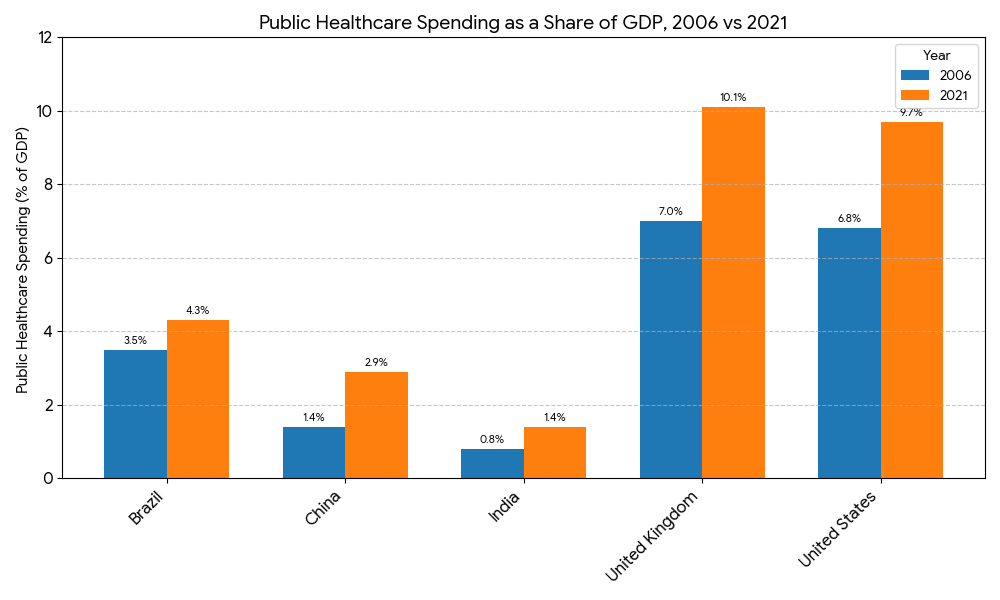 Public Healthcare Spending as a Share of GDP, 2006 vs 2021
Public Healthcare Spending (% of GDP)
12
10
8
6
4
2
0
Year
2006
2021
3.5%
4.3%
1.4%
2.9%
0.8%
1.4%
7.0%
10.1%
6.8%
9.7%
Brazil
China
India
United Kingdom
United States